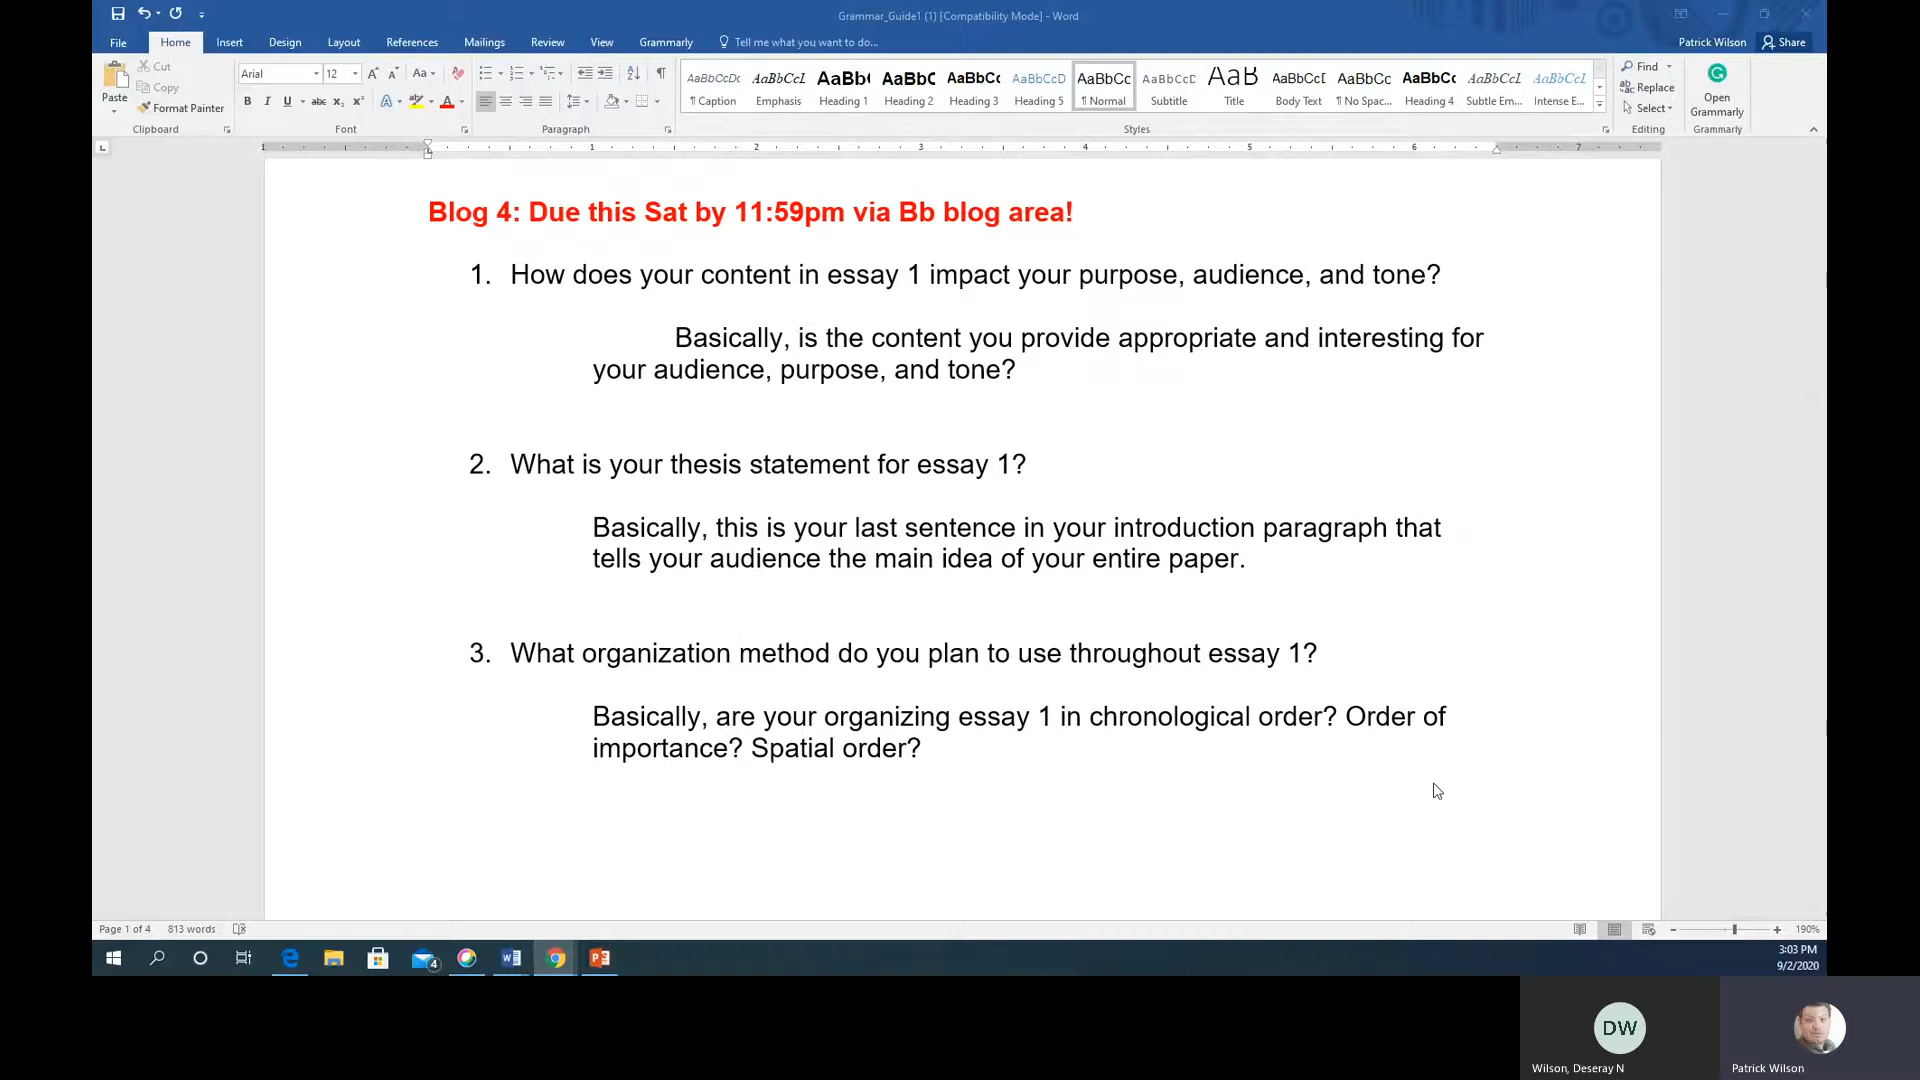 Grammar_Guide1 (1) [Compatibility Mode] - Word
File Home Insert Design Layout References Mailings Review View Grammarly Tell me what you want to do... Patrick Wilson Share
Paste
Cut
Copy
Format Painter
Clipboard
Arial 12
Font
Paragraph
AaBbCcDc AaBbCcL AaBb( AaBbC AaBbCc AaBbCcD AaBbCc AaBbCcD AaB AaBbCcD AaBbCc AaBbCc AaBbCcL AaBbCcL
¶ Caption Emphasis Heading 1 Heading 2 Heading 3 Heading 5 ¶ Normal Subtitle Title Body Text ¶ No Spac... Heading 4 Subtle Em... Intense E...
Styles
Find
Replace
Select
Editing
Open
Grammarly
Grammarly
1 1 2 3 4 5 6 7
Blog 4: Due this Sat by 11:59pm via Bb blog area!
1. How does your content in essay 1 impact your purpose, audience, and tone?
Basically, is the content you provide appropriate and interesting for
your audience, purpose, and tone?
2. What is your thesis statement for essay 1?
Basically, this is your last sentence in your introduction paragraph that
tells your audience the main idea of your entire paper.
3. What organization method do you plan to use throughout essay 1?
Basically, are your organizing essay 1 in chronological order? Order of
importance? Spatial order?
Page 1 of 4 813 words 190%
4
3:03 PM
9/2/2020
DW
Wilson, Deseray N
Patrick Wilson